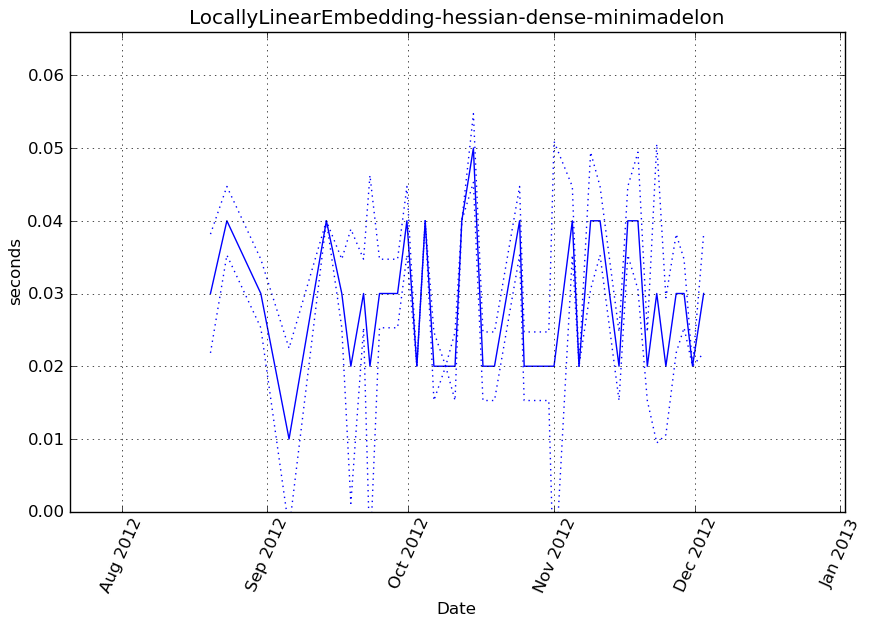 LocallyLinearEmbedding-hessian-dense-minimadelon
0.06
0.05
0.04
0.03
0.02
0.01
0.00
seconds
Aug 2012
Sep 2012
Oct 2012
Nov 2012
Dec 2012
Jan 2013
Date